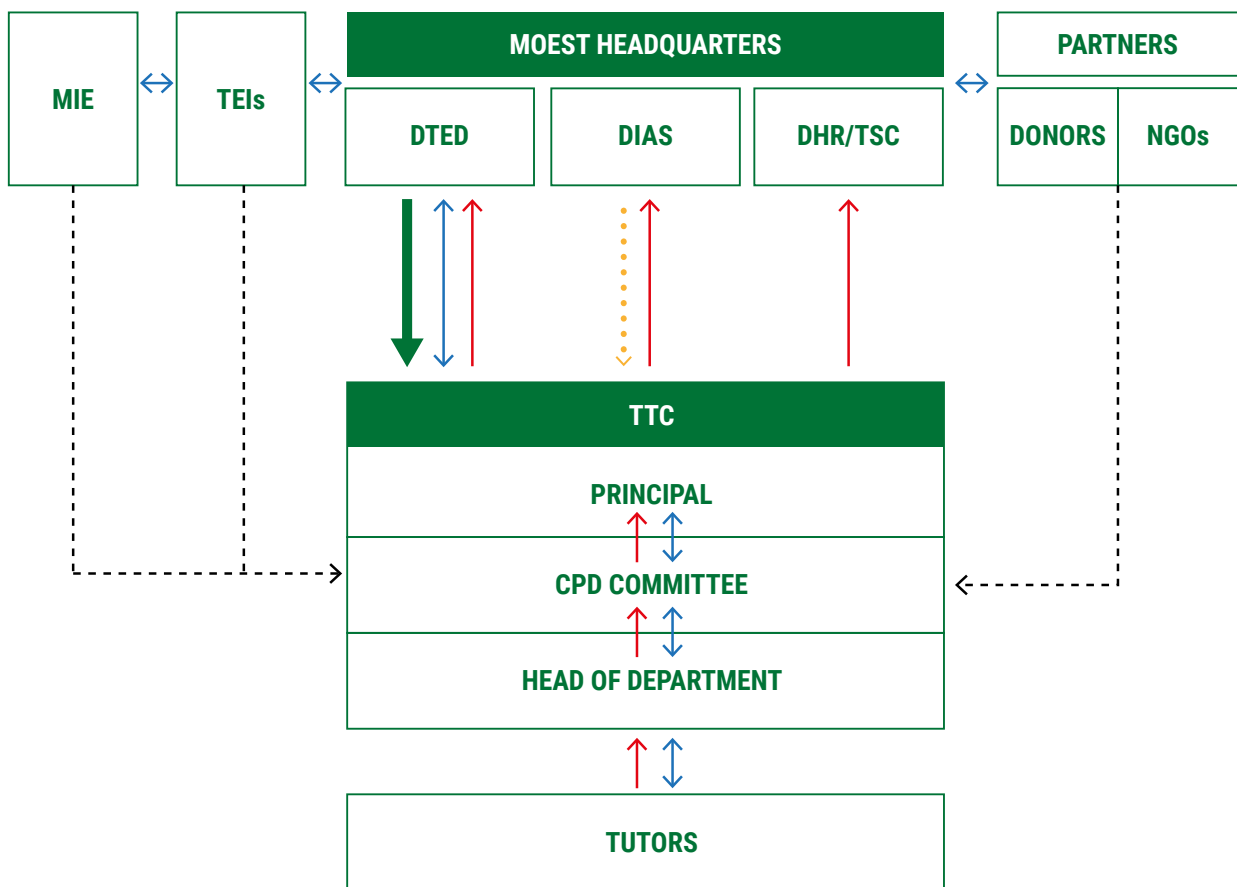 MOEST HEADQUARTERS
PARTNERS
MIE
TEIs
DTED
DIAS
DHR/TSC
DONORS
NGOs
TTC
PRINCIPAL
CPD COMMITTEE
HEAD OF DEPARTMENT
TUTORS